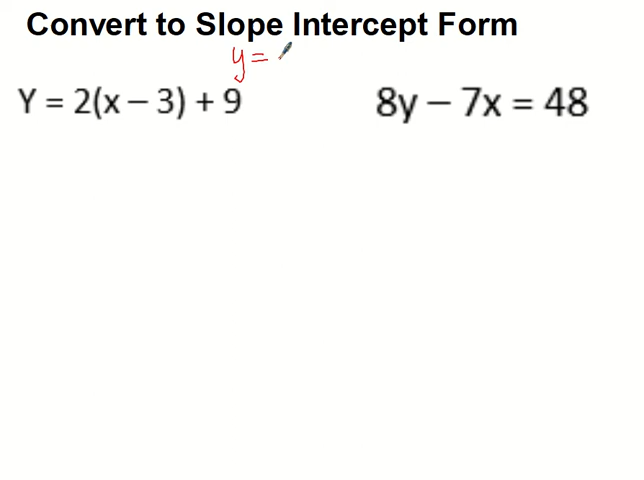 Convert to Slope Intercept Form
y =
Y = 2(x – 3) + 9
8y – 7x = 48